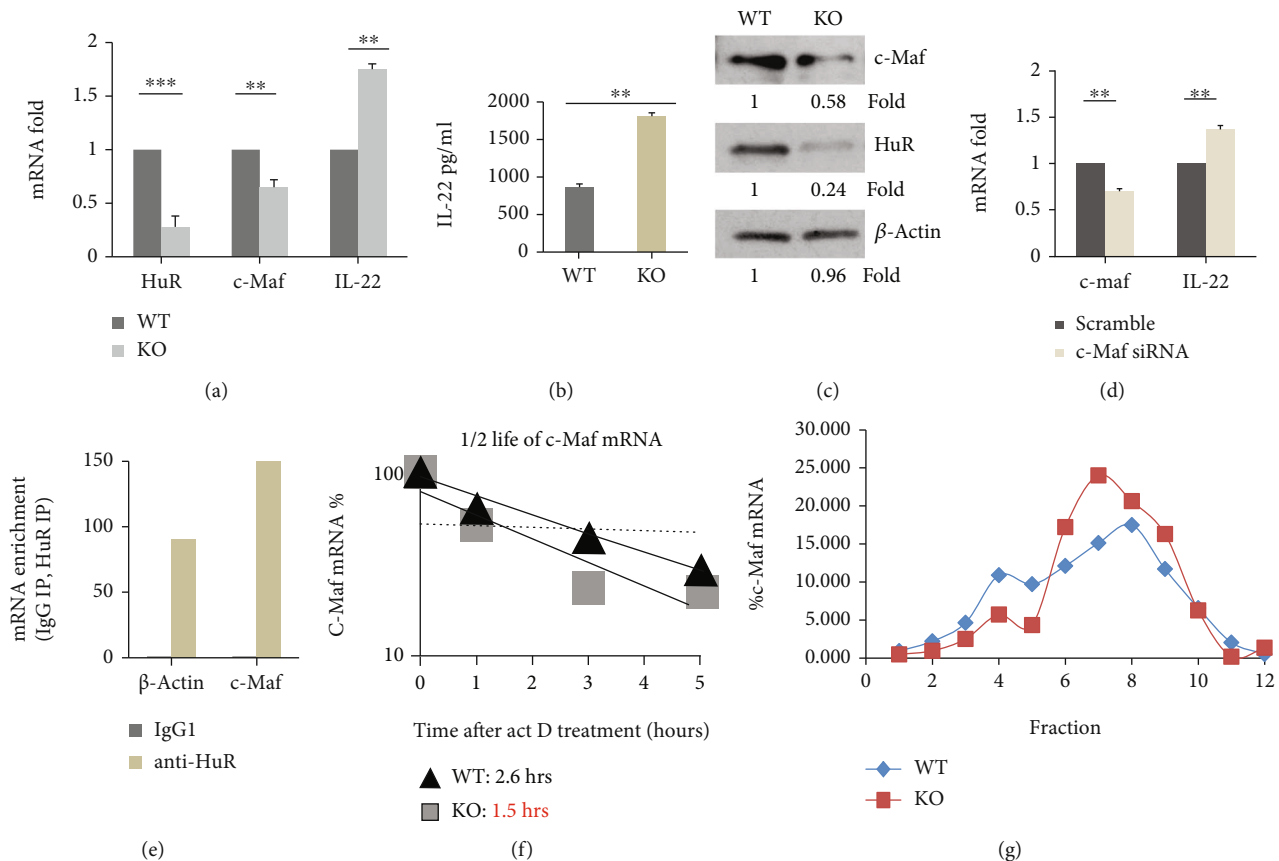 2
1.5
1
0.5
0
mRNA fold
***
**
**
HuR
c-Maf
IL-22
WT
KO
(a)
2000
1800
1500
1000
900
500
0
IL-22 pg/ml
**
WT
KO
(b)
WT KO
c-Maf
1 0.58 Fold
HuR
1 0.24 Fold
β-Actin
1 0.96 Fold
(c)
2
1.5
1
0.5
0
mRNA fold
**
**
c-maf
IL-22
Scramble
c-Maf siRNA
(d)
150
100
50
0
mRNA enrichment
(IgG IP, HuR IP)
β-Actin
c-Maf
IgG1
anti-HuR
(e)
1/2 life of c-Maf mRNA
100
10
C-Maf mRNA %
0 1 3 5
Time after act D treatment (hours)
WT: 2.6 hrs
KO: 1.5 hrs
(f)
30.000
25.000
20.000
15.000
10.000
5.000
0.000
%c-Maf mRNA
0 2 4 6 8 10 12
Fraction
WT
KO
(g)